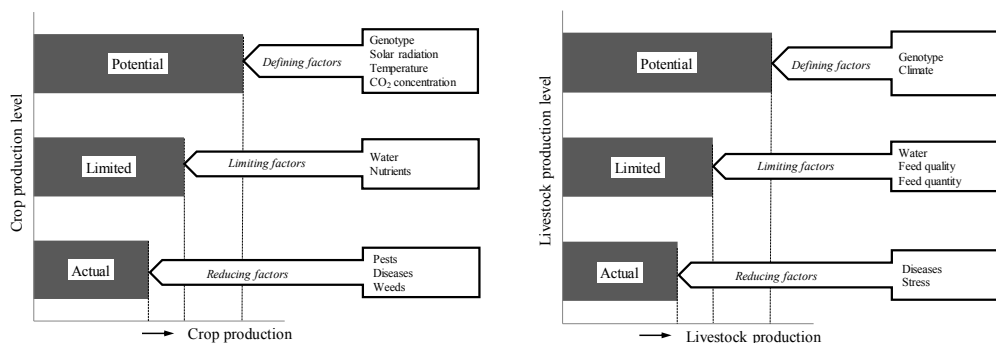 Crop production level
Potential
Defining factors
Genotype
Solar radiation
Temperature
CO₂ concentration
Limited
Limiting factors
Water
Nutrients
Actual
Reducing factors
Pests
Diseases
Weeds
Crop production
Livestock production level
Potential
Defining factors
Genotype
Climate
Limited
Limiting factors
Water
Feed quality
Feed quantity
Actual
Reducing factors
Diseases
Stress
Livestock production